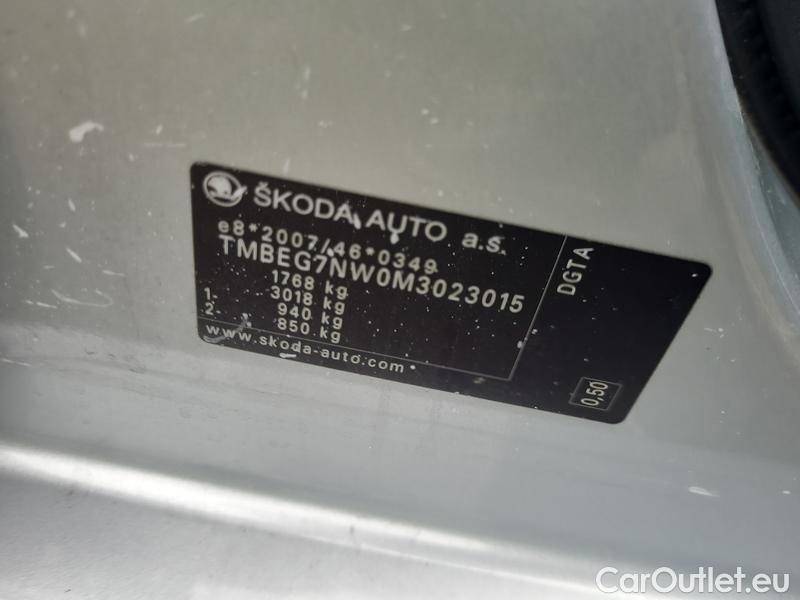 ŠKODA AUTO a.s.
e8*2007/46*0349
TMBEG7NW0M3023015
1768 kg
3018 kg
1- 940 kg
2- 850 kg
www.skoda-auto.com
DGTA
0,50
CarOutlet.eu